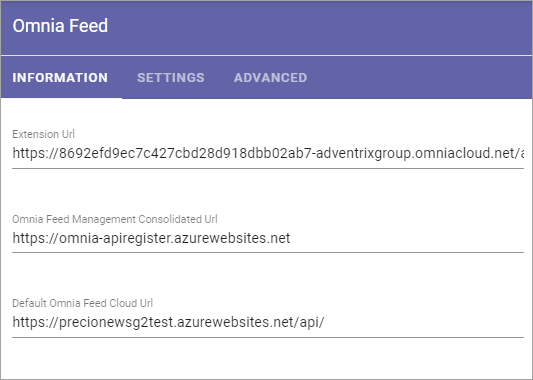 Omnia Feed
INFORMATION SETTINGS ADVANCED
Extension Url
https://8692efd9ec7c427cbd28d918dbb02ab7-adventrixgroup.omniacloud.net/a
Omnia Feed Management Consolidated Url
https://omnia-apiregister.azurewebsites.net
Default Omnia Feed Cloud Url
https://precionewsg2test.azurewebsites.net/api/